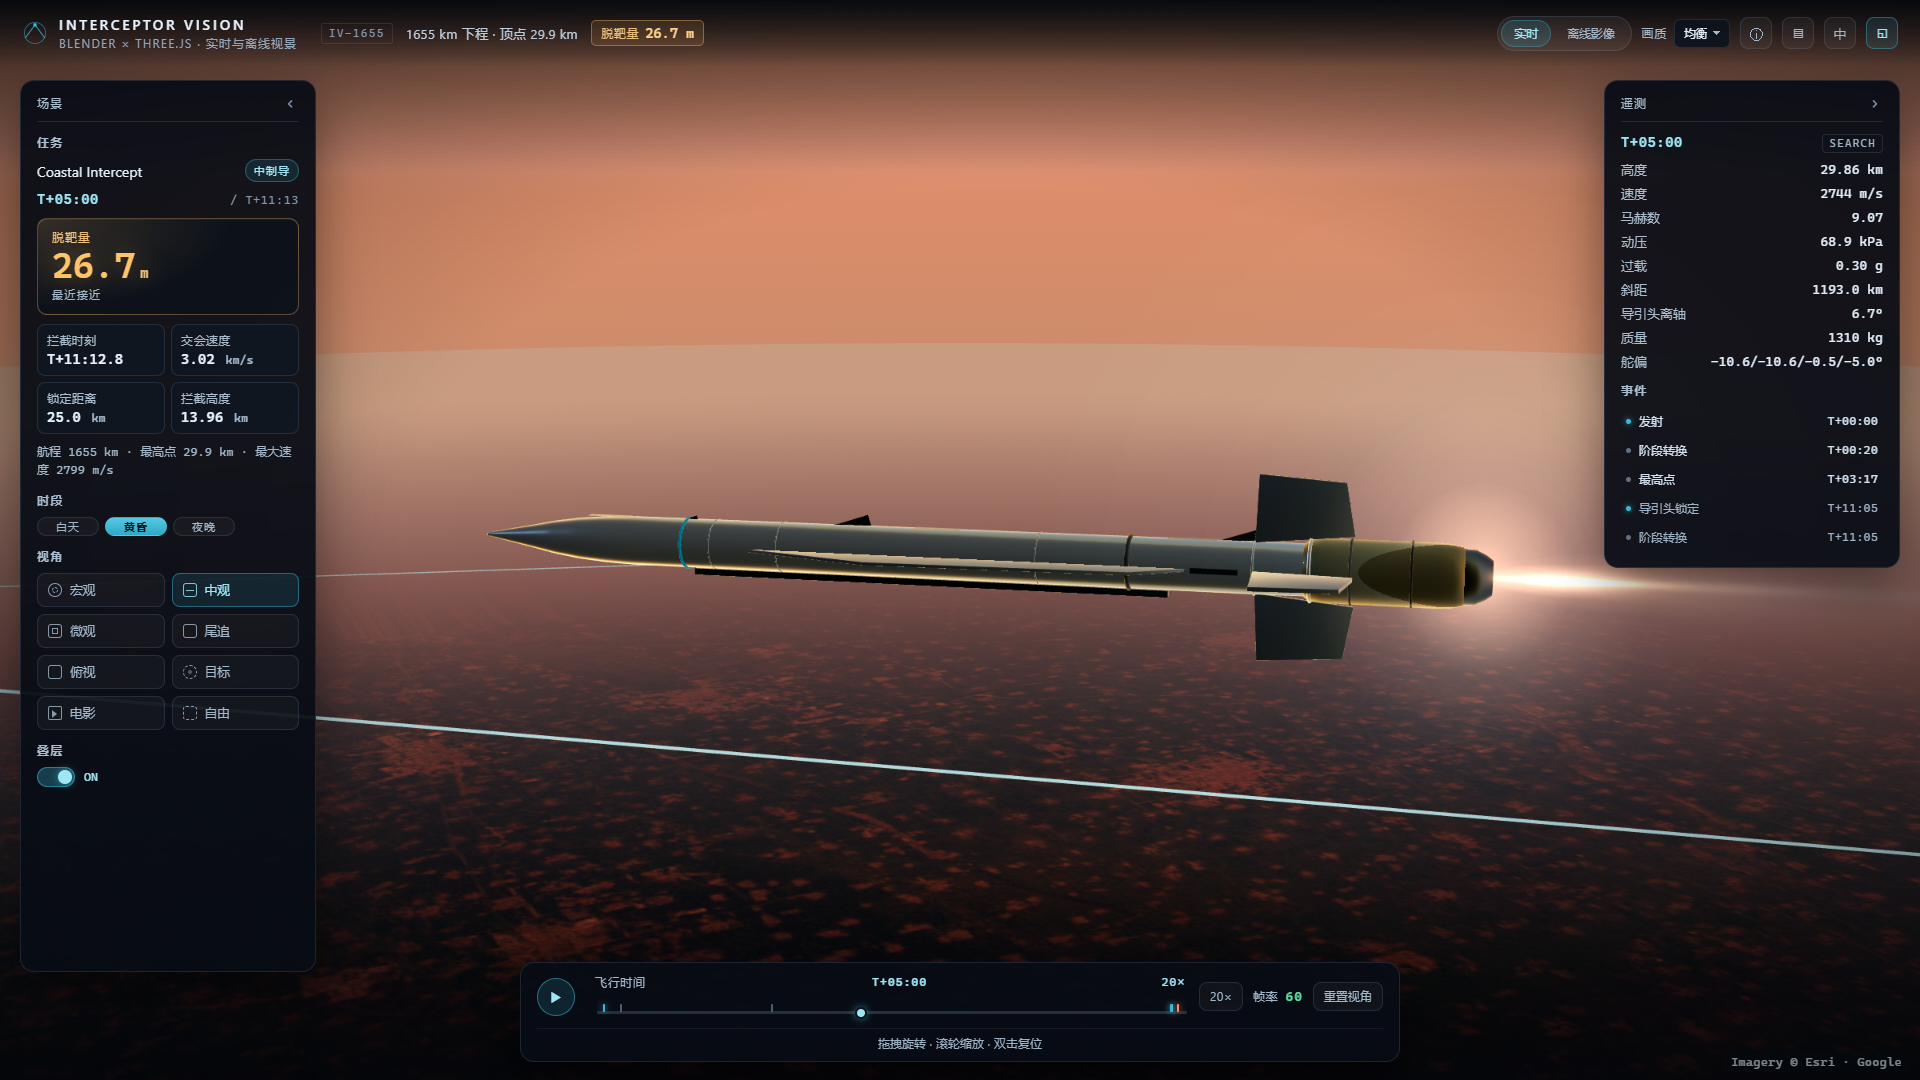 INTERCEPTOR VISION
BLENDER × THREE.JS · 实时与离线视景
IV-1655
1655 km 下程 · 顶点 29.9 km
脱靶量 26.7 m
实时
离线影像
画质
均衡
中
场景
任务
Coastal Intercept
中制导
T+05:00
/ T+11:13
脱靶量
26.7 m
最近接近
拦截时刻
T+11:12.8
交会速度
3.02 km/s
锁定距离
25.0 km
拦截高度
13.96 km
航程 1655 km · 最高点 29.9 km · 最大速
度 2799 m/s
时段
白天
黄昏
夜晚
视角
宏观
中观
微观
尾追
俯视
目标
电影
自由
叠层
ON
遥测
T+05:00
SEARCH
高度 29.86 km
速度 2744 m/s
马赫数 9.07
动压 68.9 kPa
过载 0.30 g
斜距 1193.0 km
导引头离轴 6.7°
质量 1310 kg
舵偏 −10.6/−10.6/−0.5/−5.0°
事件
发射 T+00:00
阶段转换 T+00:20
最高点 T+03:17
导引头锁定 T+11:05
阶段转换 T+11:05
飞行时间
T+05:00
20×
20×
帧率 60
重置视角
拖拽旋转 · 滚轮缩放 · 双击复位
Imagery © Esri · Google